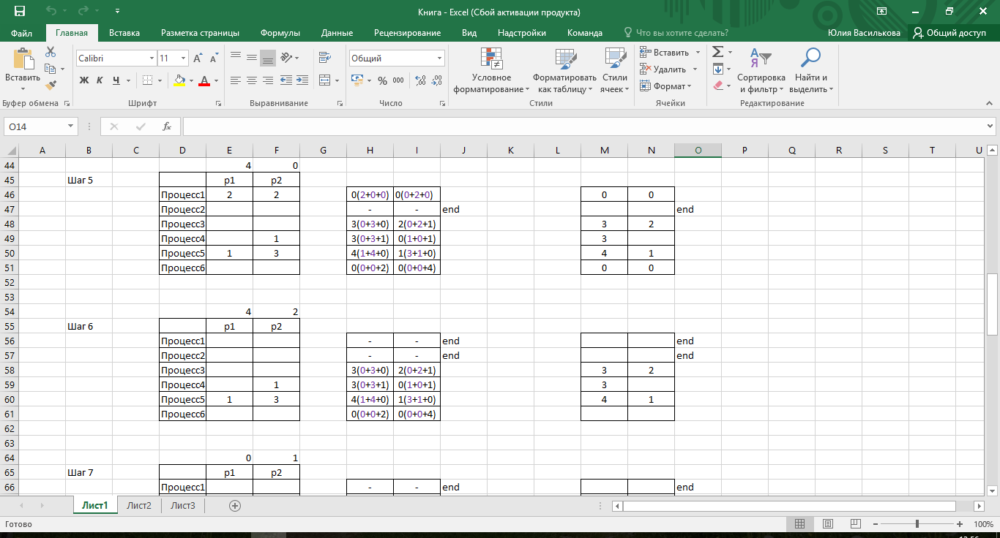 Книга - Excel (Сбой активации продукта)
Файл Главная Вставка Разметка страницы Формулы Данные Рецензирование Вид Надстройки Команда Что вы хотите сделать? Юлия Василькова Общий доступ
Вставить
Буфер обмена
Calibri 11
Ж К Ч
Шрифт
Выравнивание
Общий
% 000
Число
Условное форматирование
Форматировать как таблицу
Стили ячеек
Стили
Вставить
Удалить
Формат
Ячейки
Сортировка и фильтр
Найти и выделить
Редактирование
O14 fx
A B C D E F G H I J K L M N O P Q R S T U
44 4 0
45 Шаг 5 p1 p2
46 Процесс1 2 2 0(2+0+0) 0(0+2+0) 0 0
47 Процесс2 - - end end
48 Процесс3 3(0+3+0) 2(0+2+1) 3 2
49 Процесс4 1 3(0+3+1) 0(1+0+1) 3
50 Процесс5 1 3 4(1+4+0) 1(3+1+0) 4 1
51 Процесс6 0(0+0+2) 0(0+0+4) 0 0
52
53
54 4 2
55 Шаг 6 p1 p2
56 Процесс1 - - end end
57 Процесс2 - - end end
58 Процесс3 3(0+3+0) 2(0+2+1) 3 2
59 Процесс4 1 3(0+3+1) 0(1+0+1) 3
60 Процесс5 1 3 4(1+4+0) 1(3+1+0) 4 1
61 Процесс6 0(0+0+2) 0(0+0+4)
62
63
64 0 1
65 Шаг 7 p1 p2
66 Процесс1 - - end end
Лист1 Лист2 Лист3
Готово 100%